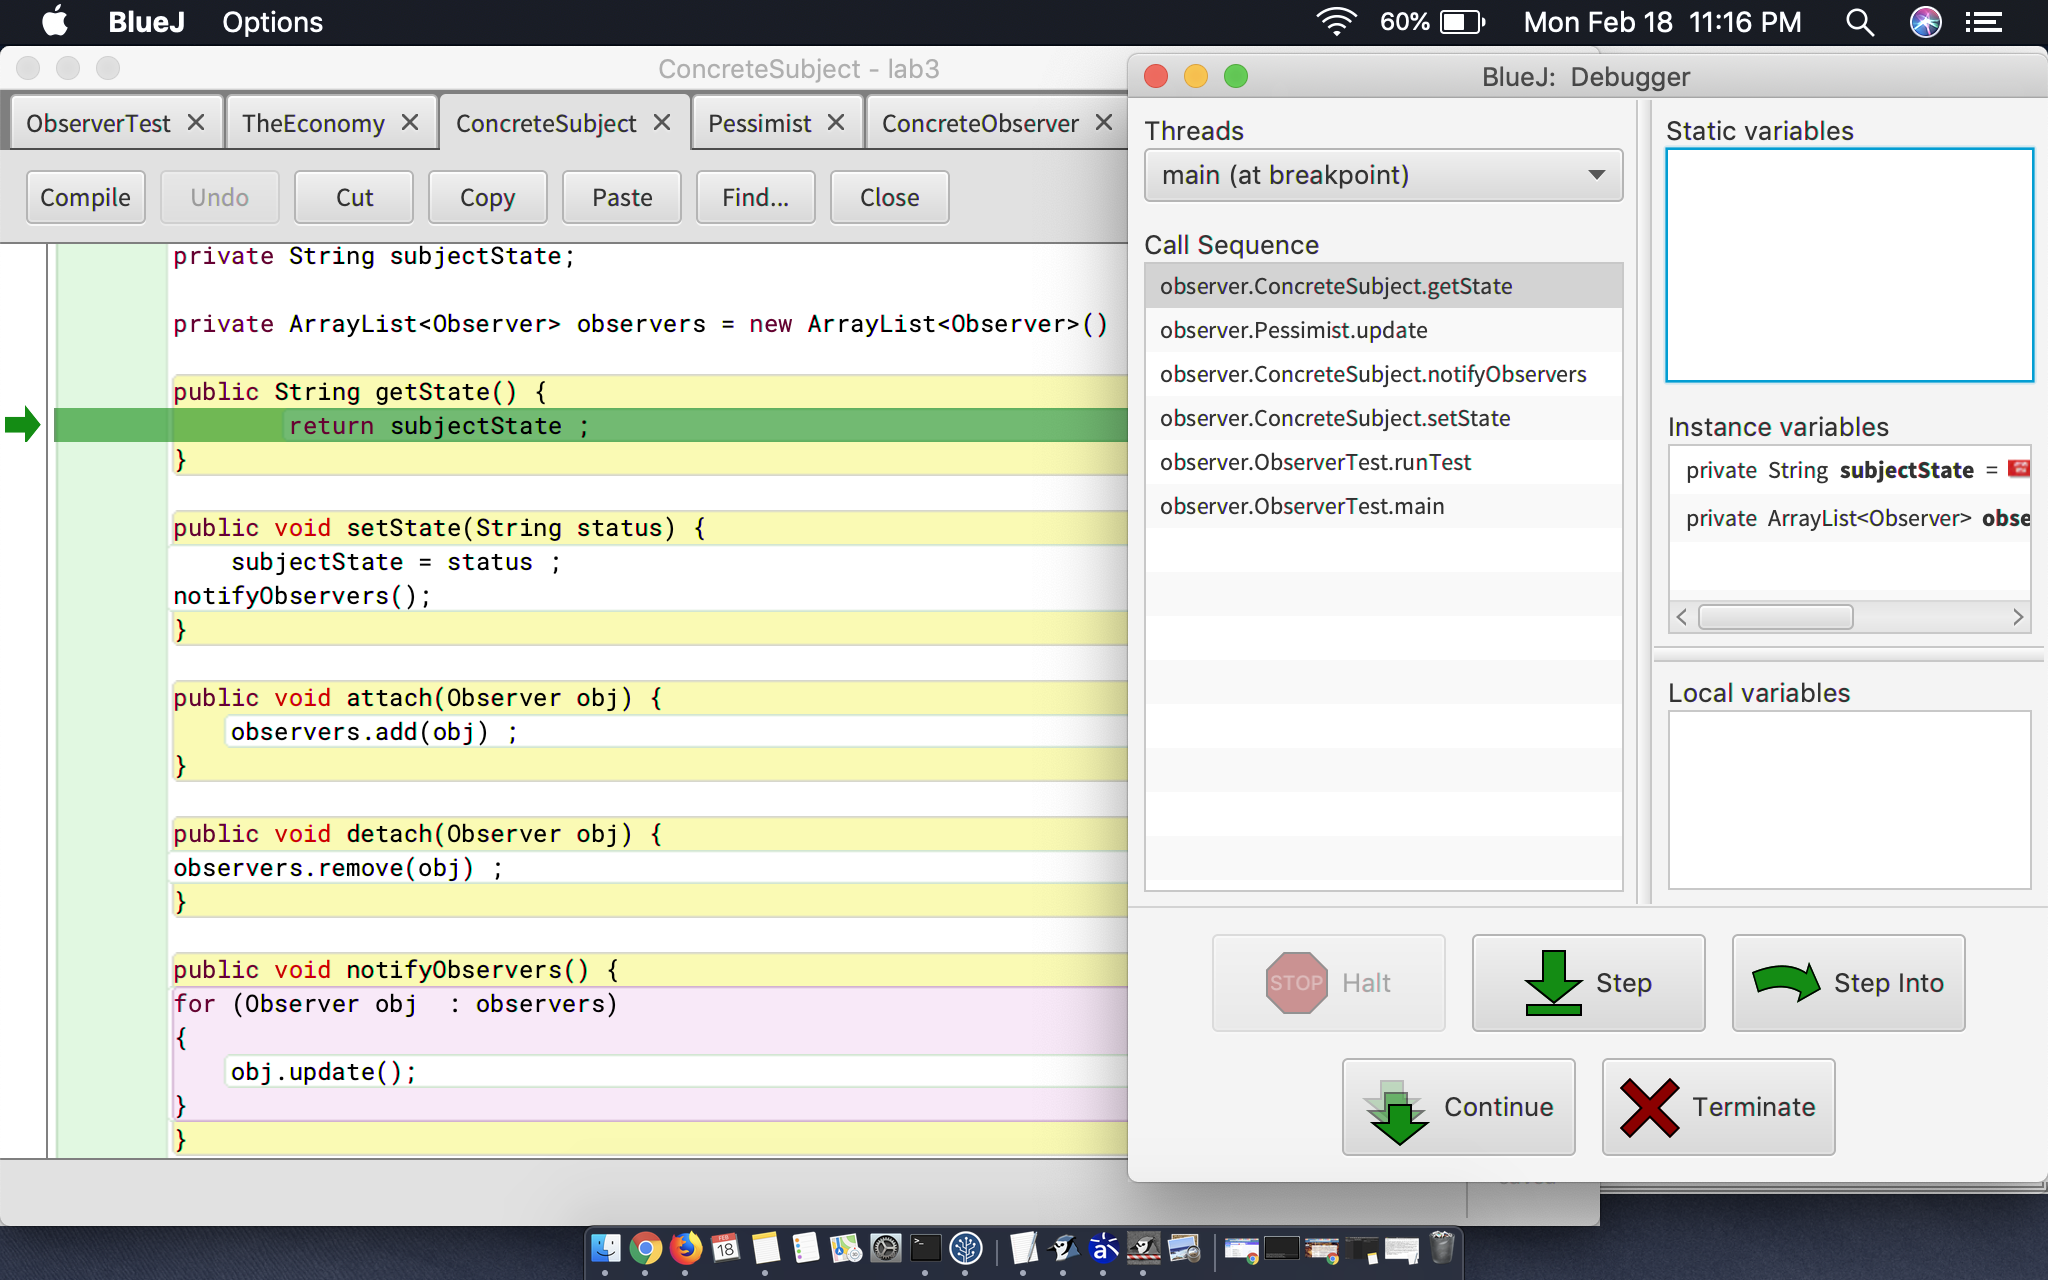 BlueJ Options 60% Mon Feb 18 11:16 PM
ConcreteSubject - lab3
ObserverTest TheEconomy ConcreteSubject Pessimist ConcreteObserver
Compile Undo Cut Copy Paste Find... Close
private String subjectState;
private ArrayList<Observer> observers = new ArrayList<Observer>()
public String getState() {
return subjectState ;
}
public void setState(String status) {
subjectState = status ;
notifyObservers();
}
public void attach(Observer obj) {
observers.add(obj) ;
}
public void detach(Observer obj) {
observers.remove(obj) ;
}
public void notifyObservers() {
for (Observer obj : observers)
{
obj.update();
}
}
BlueJ: Debugger
Threads
main (at breakpoint)
Call Sequence
observer.ConcreteSubject.getState
observer.Pessimist.update
observer.ConcreteSubject.notifyObservers
observer.ConcreteSubject.setState
observer.ObserverTest.runTest
observer.ObserverTest.main
Static variables
Instance variables
private String subjectState =
private ArrayList<Observer> obse
Local variables
STOP Halt
Step
Step Into
Continue
Terminate
FEB
18